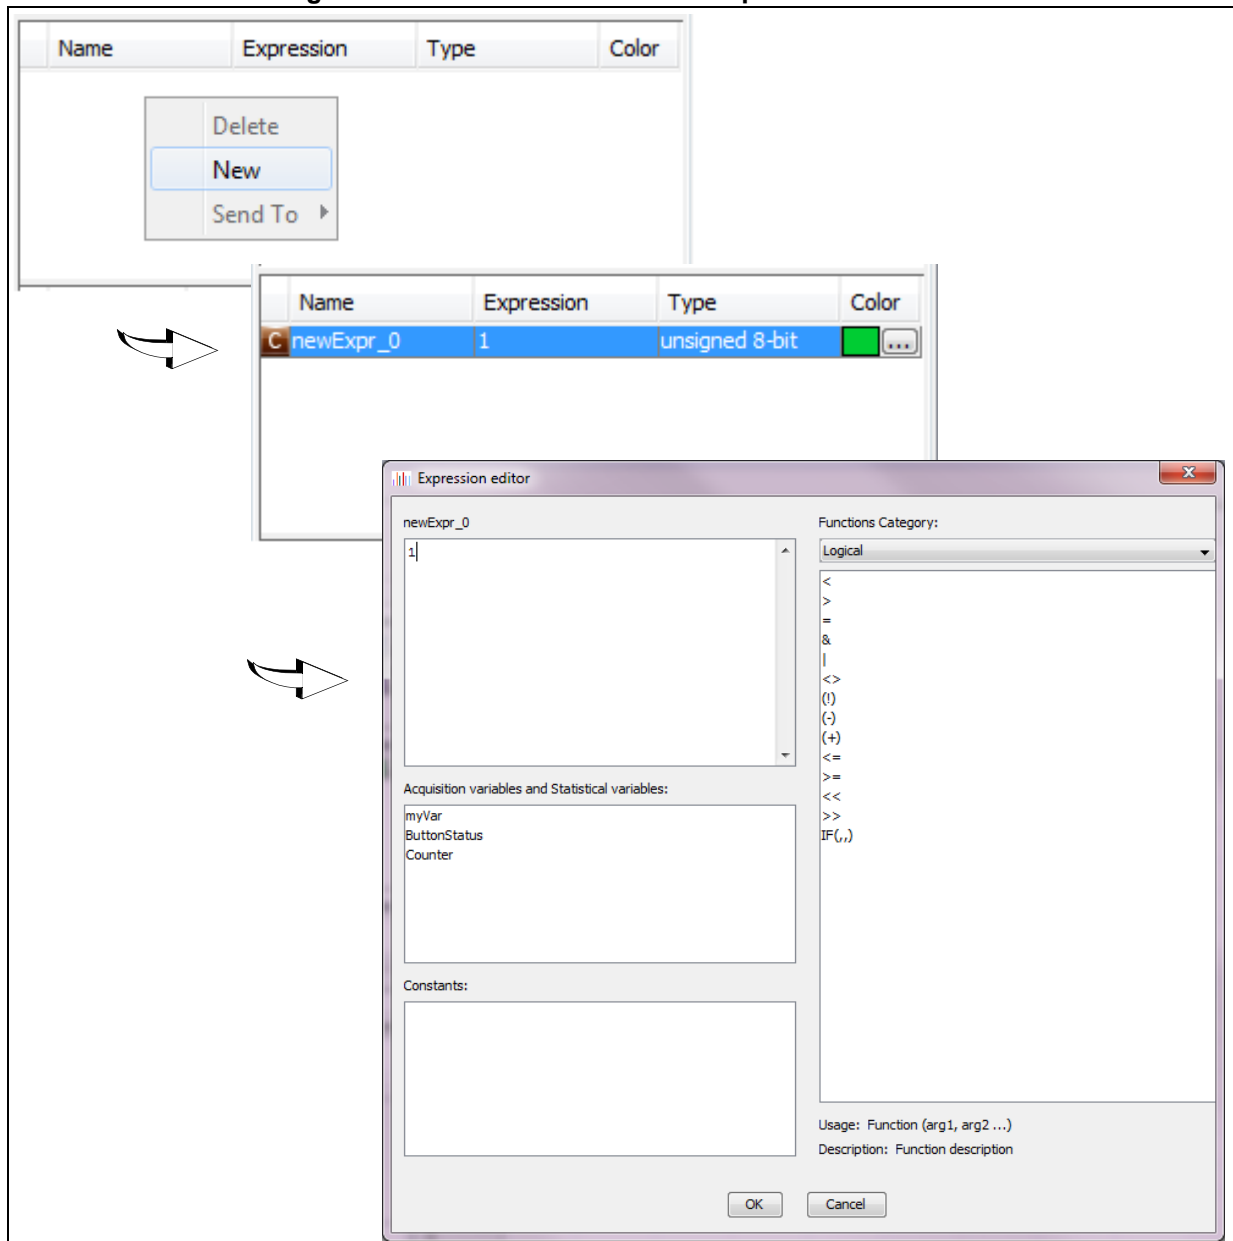 Name Expression Type Color
Delete
New
Send To
Name Expression Type Color
C newExpr_0 1 unsigned 8-bit ...
Expression editor
newExpr_0
1
Acquisition variables and Statistical variables:
myVar
ButtonStatus
Counter
Constants:
Functions Category:
Logical
<
>
=
&
|
<>
(!)
(-)
(+)
<=
>=
<<
>>
IF(,,)
Usage: Function (arg1, arg2 ...)
Description: Function description
OK Cancel